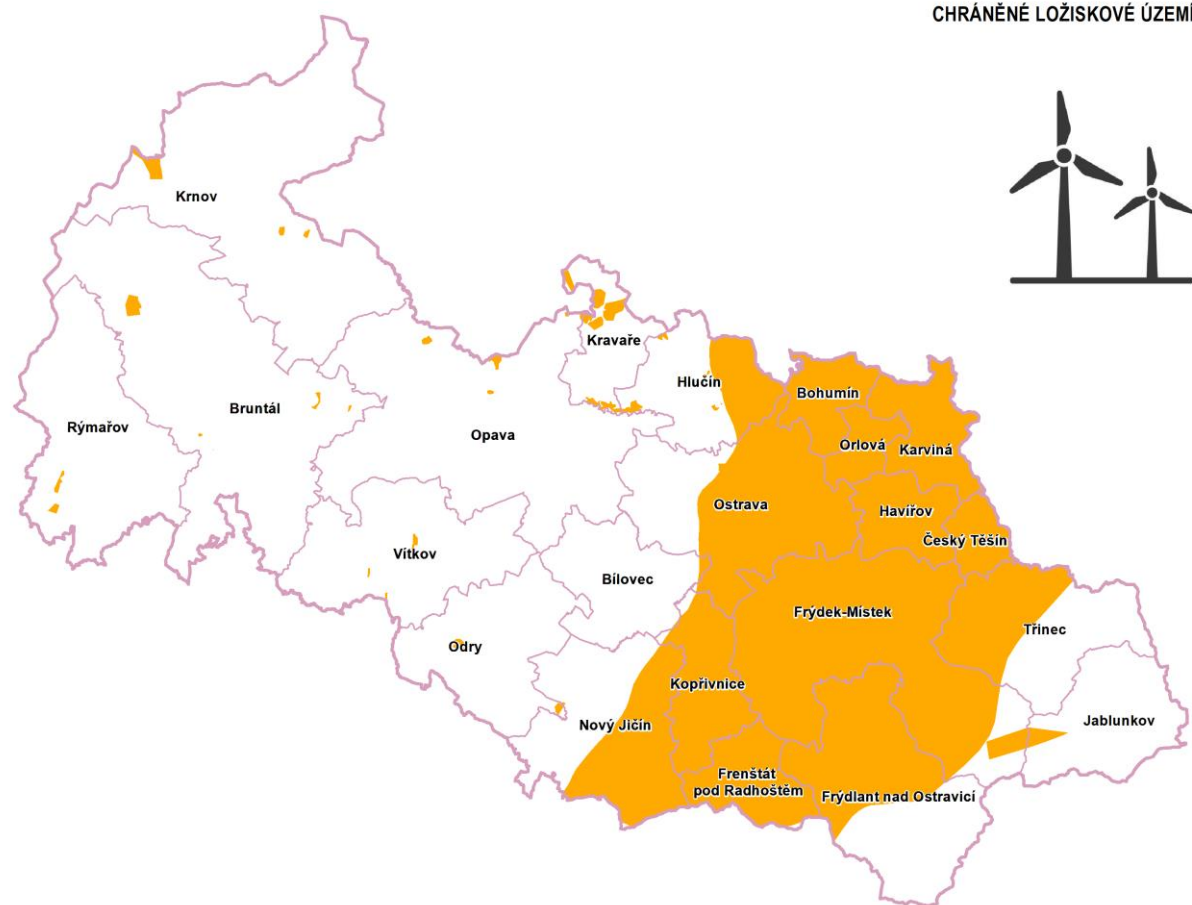 CHRÁNĚNÉ LOŽISKOVÉ ÚZEMÍ
Krnov
Kravaře
Hlučín
Bohumín
Rýmařov
Bruntál
Opava
Orlová
Karviná
Ostrava
Havířov
Český Těšín
Vítkov
Bílovec
Frýdek-Místek
Třinec
Odry
Kopřivnice
Nový Jičín
Jablunkov
Frenštát
pod Radhoštěm
Frýdlant nad Ostravicí